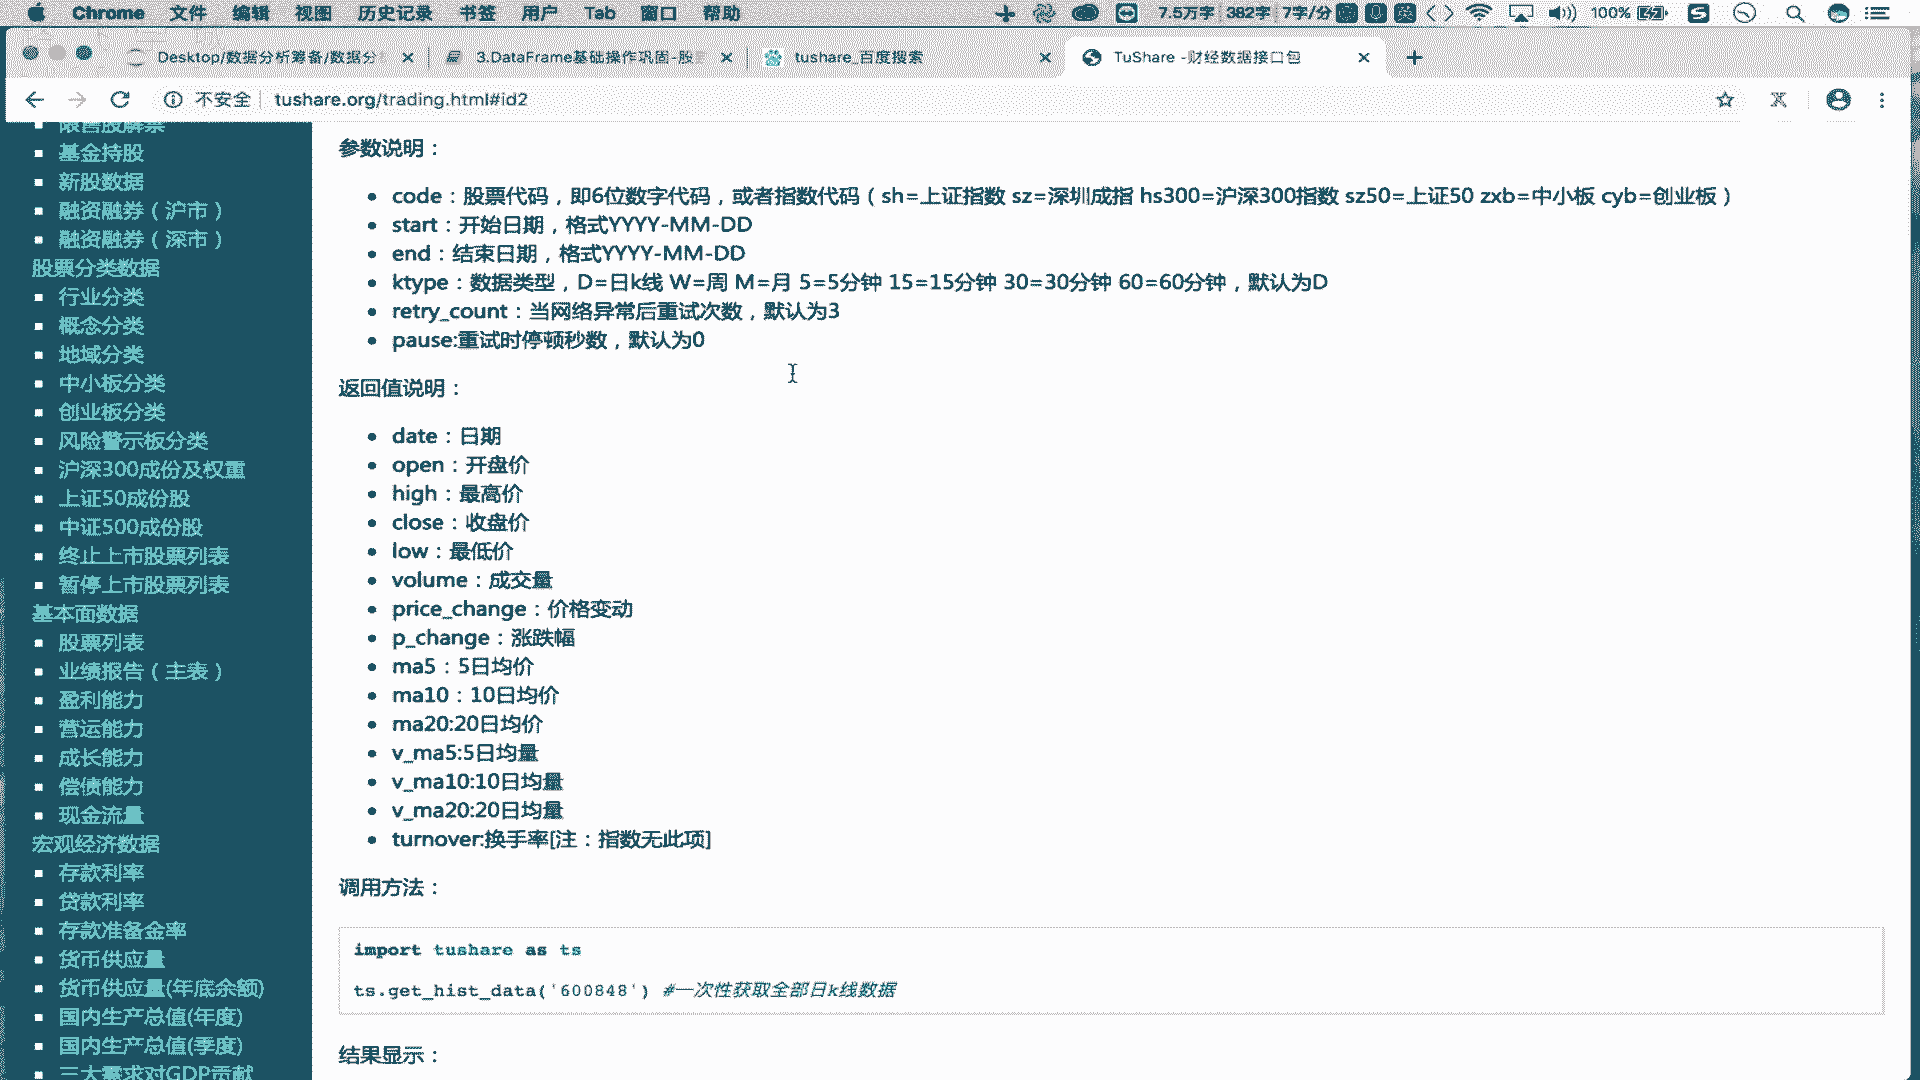 Chrome 文件 编辑 视图 历史记录 书签 用户 Tab 窗口 帮助 7.5万字 382字 7字/分 英 100%
Desktop/数据分析筹备/数据分 3.DataFrame基础操作巩固-股 tushare_百度搜索 TuShare -财经数据接口包
不安全 tushare.org/trading.html#id2
限售股解禁
基金持股
新股数据
融资融券（沪市）
融资融券（深市）
股票分类数据
行业分类
概念分类
地域分类
中小板分类
创业板分类
风险警示板分类
沪深300成份及权重
上证50成份股
中证500成份股
终止上市股票列表
暂停上市股票列表
基本面数据
股票列表
业绩报告（主表）
盈利能力
营运能力
成长能力
偿债能力
现金流量
宏观经济数据
存款利率
贷款利率
存款准备金率
货币供应量
货币供应量(年底余额)
国内生产总值(年度)
国内生产总值(季度)
三大需求对GDP贡献
参数说明：
code：股票代码，即6位数字代码，或者指数代码（sh=上证指数 sz=深圳成指 hs300=沪深300指数 sz50=上证50 zxb=中小板 cyb=创业板）
start：开始日期，格式YYYY-MM-DD
end：结束日期，格式YYYY-MM-DD
ktype：数据类型，D=日k线 W=周 M=月 5=5分钟 15=15分钟 30=30分钟 60=60分钟，默认为D
retry_count：当网络异常后重试次数，默认为3
pause:重试时停顿秒数，默认为0
返回值说明：
date：日期
open：开盘价
high：最高价
close：收盘价
low：最低价
volume：成交量
price_change：价格变动
p_change：涨跌幅
ma5：5日均价
ma10：10日均价
ma20:20日均价
v_ma5:5日均量
v_ma10:10日均量
v_ma20:20日均量
turnover:换手率[注：指数无此项]
调用方法：
import tushare as ts
ts.get_hist_data('600848') #一次性获取全部日k线数据
结果显示：